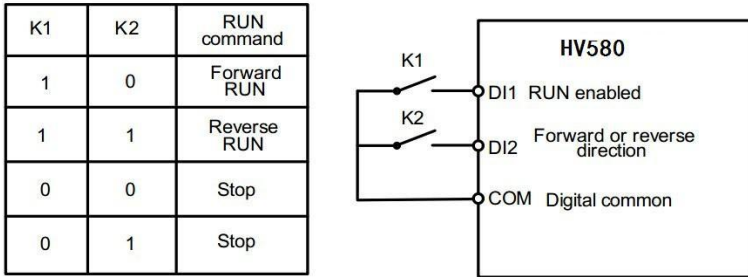 K1 K2 RUN
command
1 0 Forward
RUN
1 1 Reverse
RUN
0 0 Stop
0 1 Stop
HV580
K1
DI1 RUN enabled
K2
DI2 Forward or reverse
direction
COM Digital common